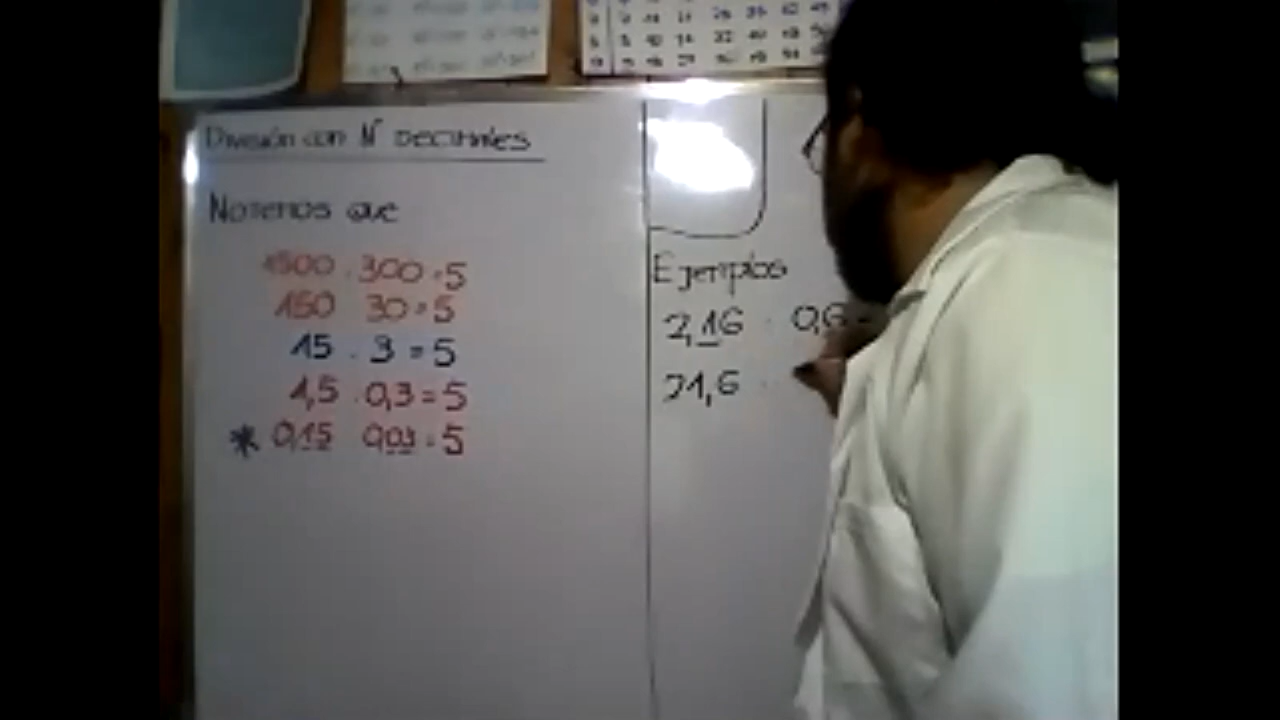 División con Nº DECIMALES
Notemos que
1500 : 300 = 5
150 30 = 5
15 : 3 = 5
1,5 : 0,3 = 5
* 0,15 0,03 = 5
Ejemplos
2,16 : 0,6 =
21,6 :